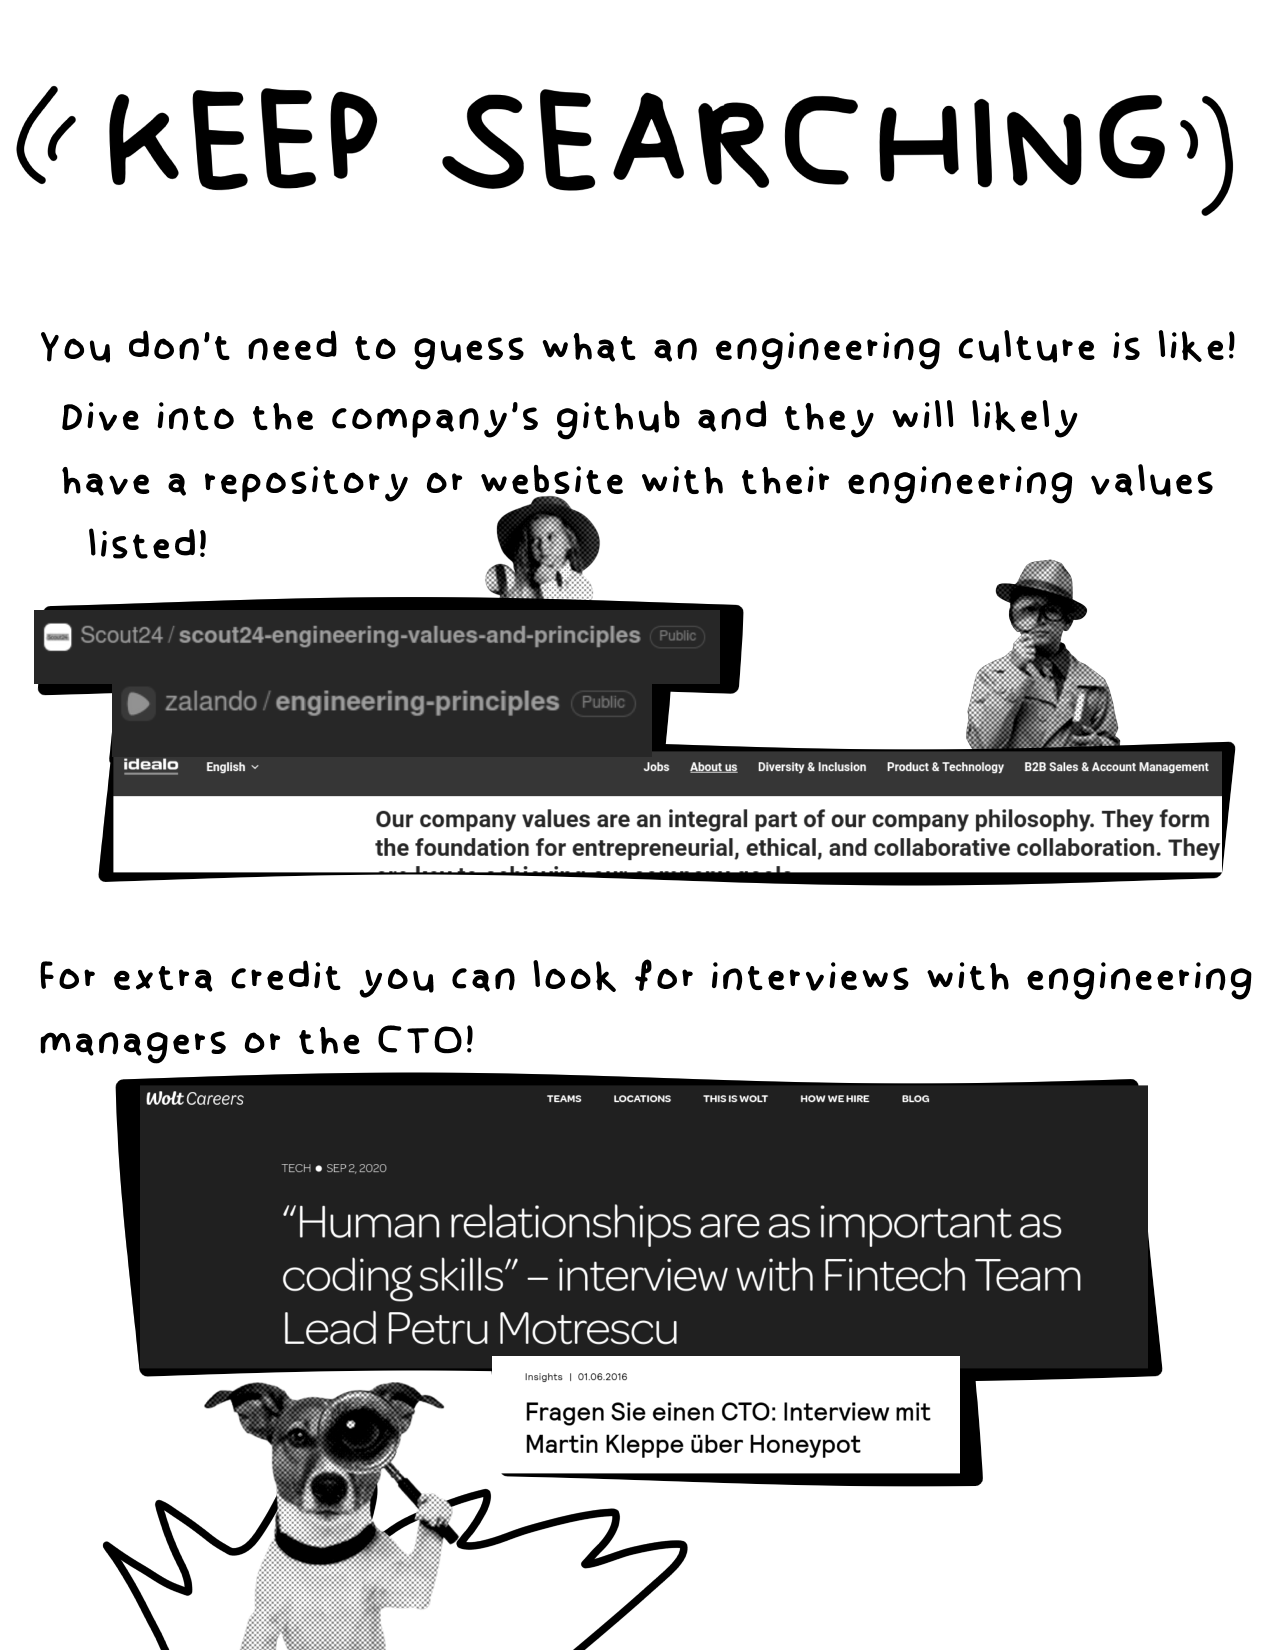 KEEP SEARCHING
You don't need to guess what an engineering culture is like!
Dive into the company's github and they will likely
have a repository or website with their engineering values
listed!
Scout24 / scout24-engineering-values-and-principles Public
zalando / engineering-principles Public
idealo English Jobs About us Diversity & Inclusion Product & Technology B2B Sales & Account Management
Our company values are an integral part of our company philosophy. They form
the foundation for entrepreneurial, ethical, and collaborative collaboration. They
are key to achieving our company goals.
For extra credit you can look for interviews with engineering
managers or the CTO!
Wolt Careers TEAMS LOCATIONS THIS IS WOLT HOW WE HIRE BLOG
TECH ● SEP 2, 2020
“Human relationships are as important as
coding skills” – interview with Fintech Team
Lead Petru Motrescu
Insights | 01.06.2016
Fragen Sie einen CTO: Interview mit
Martin Kleppe über Honeypot